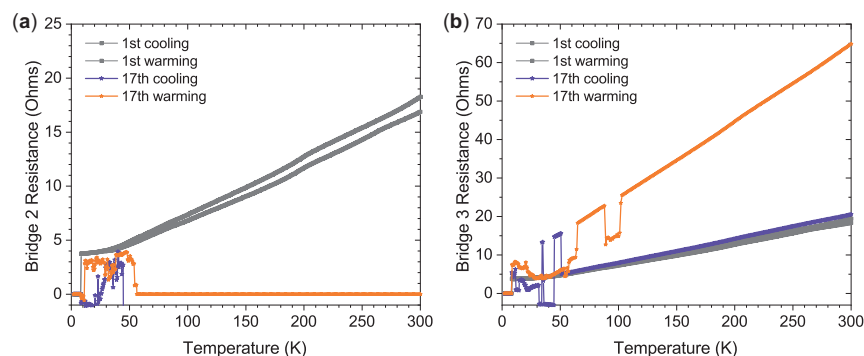 (a)
25
20
15
10
5
0
0 50 100 150 200 250 300
Bridge 2 Resistance (Ohms)
Temperature (K)
1st cooling
1st warming
17th cooling
17th warming
(b)
70
60
50
40
30
20
10
0
0 50 100 150 200 250 300
Bridge 3 Resistance (Ohms)
Temperature (K)
1st cooling
1st warming
17th cooling
17th warming